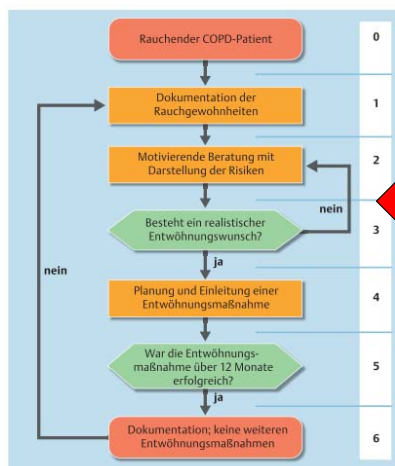 Rauchender COPD-Patient
0
Dokumentation der
Rauchgewohnheiten
1
Motivierende Beratung mit
Darstellung der Risiken
2
nein
Besteht ein realistischer
Entwöhnungswunsch?
3
nein
ja
Planung und Einleitung einer
Entwöhnungsmaßnahme
4
War die Entwöhnungs-
maßnahme über 12 Monate
erfolgreich?
5
ja
Dokumentation; keine weiteren
Entwöhnungsmaßnahmen
6